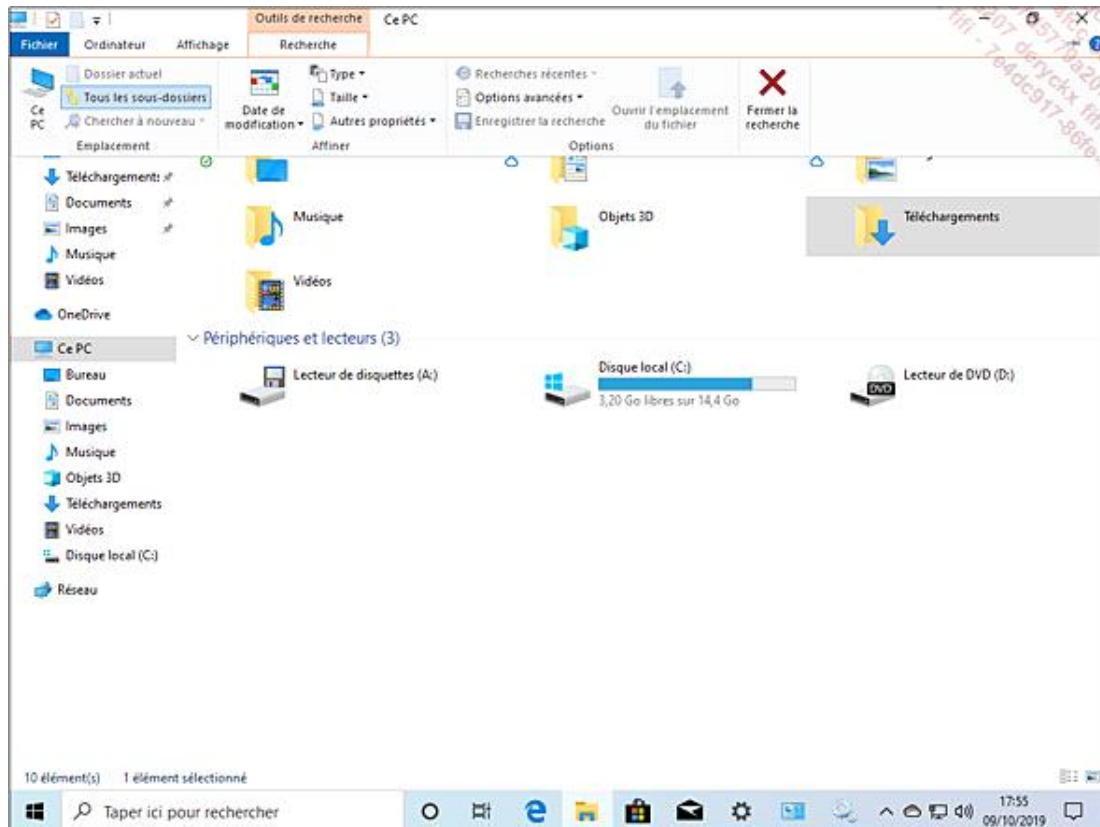 Outils de recherche Ce PC
Fichier Ordinateur Affichage Recherche
Ce PC
Dossier actuel
Tous les sous-dossiers
Chercher à nouveau
Emplacement
Date de modification
Type
Taille
Autres propriétés
Affiner
Recherches récentes
Options avancées
Enregistrer la recherche
Ouvrir l'emplacement du fichier
Options
Fermer la recherche
Téléchargement:
Documents
Images
Musique
Vidéos
OneDrive
Ce PC
Bureau
Documents
Images
Musique
Objets 3D
Téléchargements
Vidéos
Disque local (C:)
Réseau
Musique
Objets 3D
Téléchargements
Vidéos
Périphériques et lecteurs (3)
Lecteur de disquettes (A:)
Disque local (C:)
3,20 Go libres sur 14,4 Go
DVD
Lecteur de DVD (D:)
10 élément(s) 1 élément sélectionné
Taper ici pour rechercher
17:55
09/10/2019